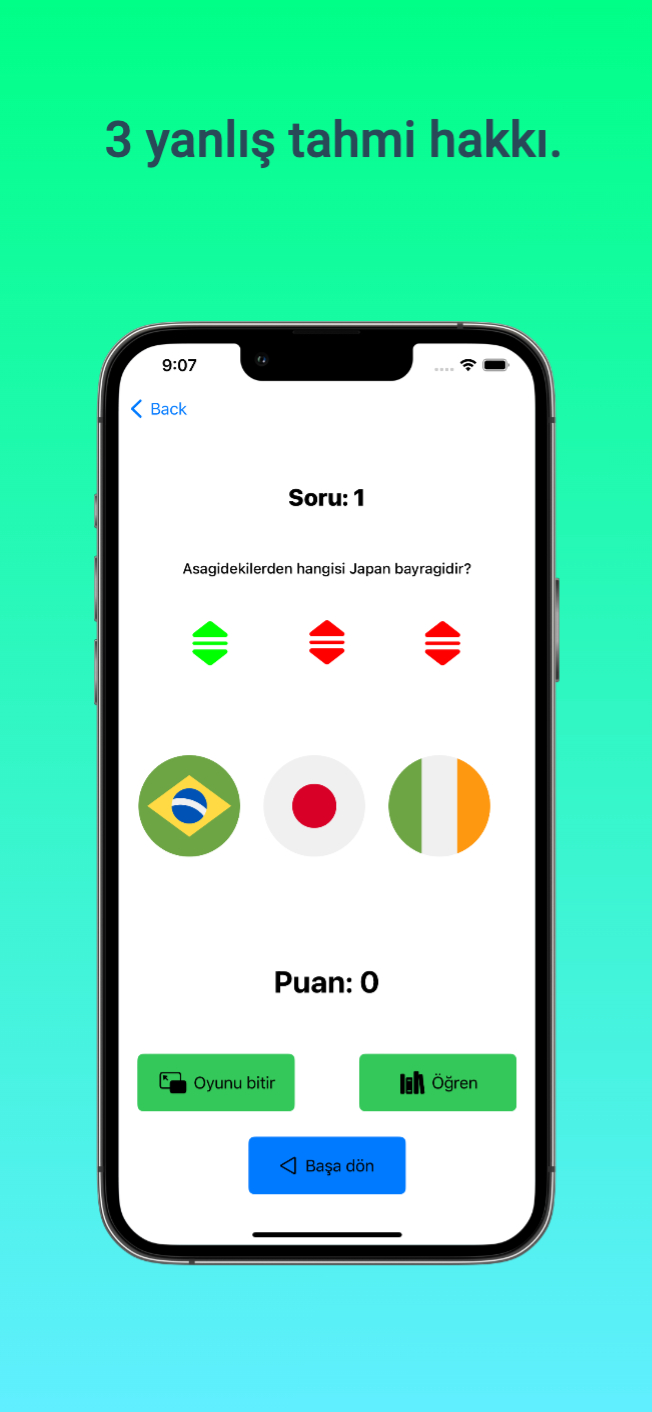 3 yanlış tahmi hakkı.
9:07
Back
Soru: 1
Asagidekilerden hangisi Japan bayragidir?
Puan: 0
Oyunu bitir
Öğren
Başa dön